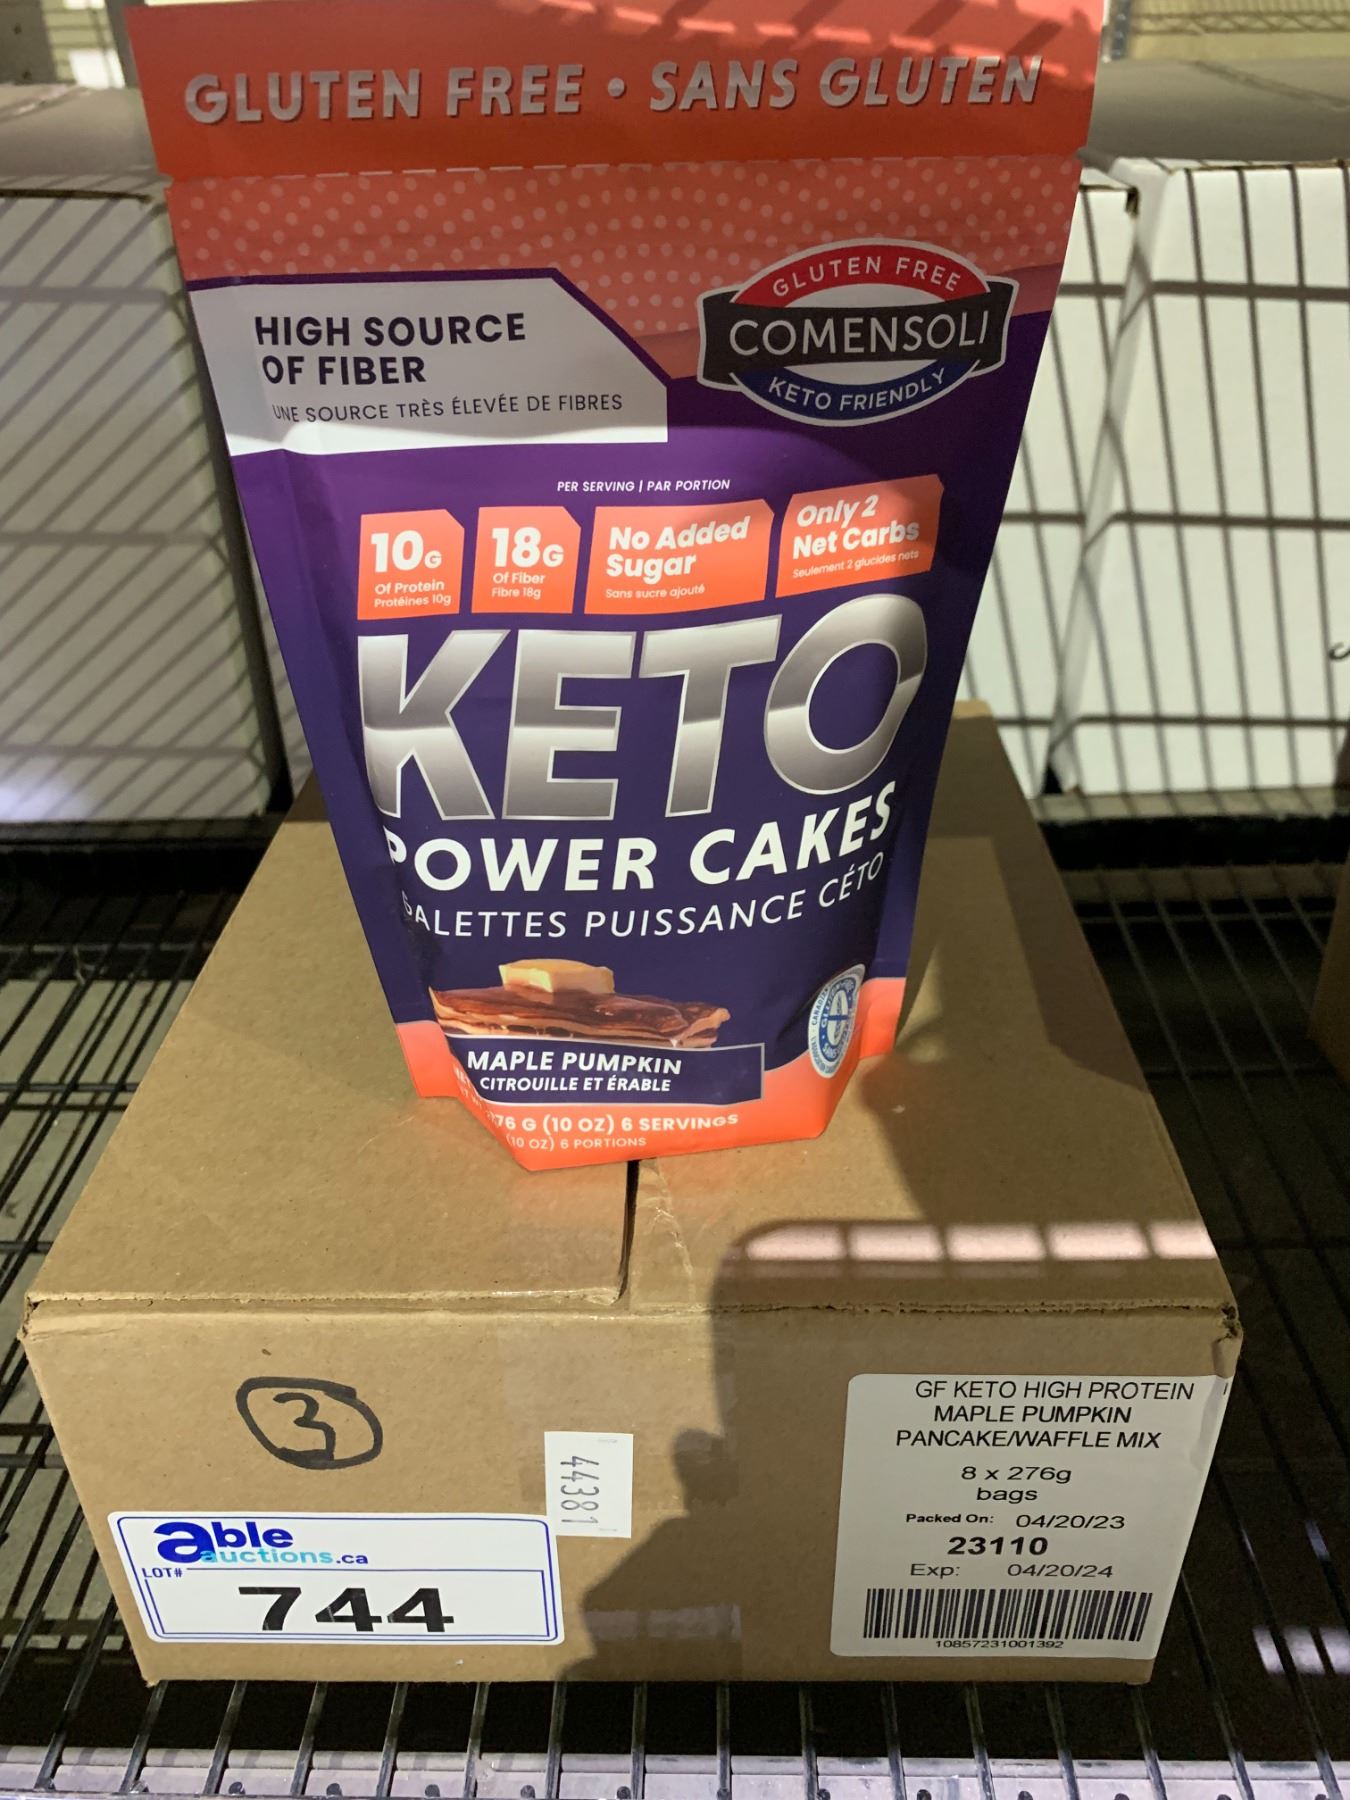 GLUTEN FREE • SANS GLUTEN
HIGH SOURCE
OF FIBER
UNE SOURCE TRÈS ÉLEVÉE DE FIBRES
GLUTEN FREE
COMENSOLI
KETO FRIENDLY
PER SERVING | PAR PORTION
10G
Of Protein
Protéines 10g
18G
Of Fiber
Fibre 18g
No Added
Sugar
Sans sucre ajouté
Only 2
Net Carbs
Seulement 2 glucides nets
KETO
POWER CAKES
GALETTES PUISSANCE CÉTO
MAPLE PUMPKIN
CITROUILLE ET ÉRABLE
76 G (10 OZ) 6 SERVINGS
(10 OZ) 6 PORTIONS
3
44381
able
auctions.ca
LOT#
744
GF KETO HIGH PROTEIN
MAPLE PUMPKIN
PANCAKE/WAFFLE MIX
8 x 276g
bags
Packed On: 04/20/23
23110
Exp: 04/20/24
10857231001392